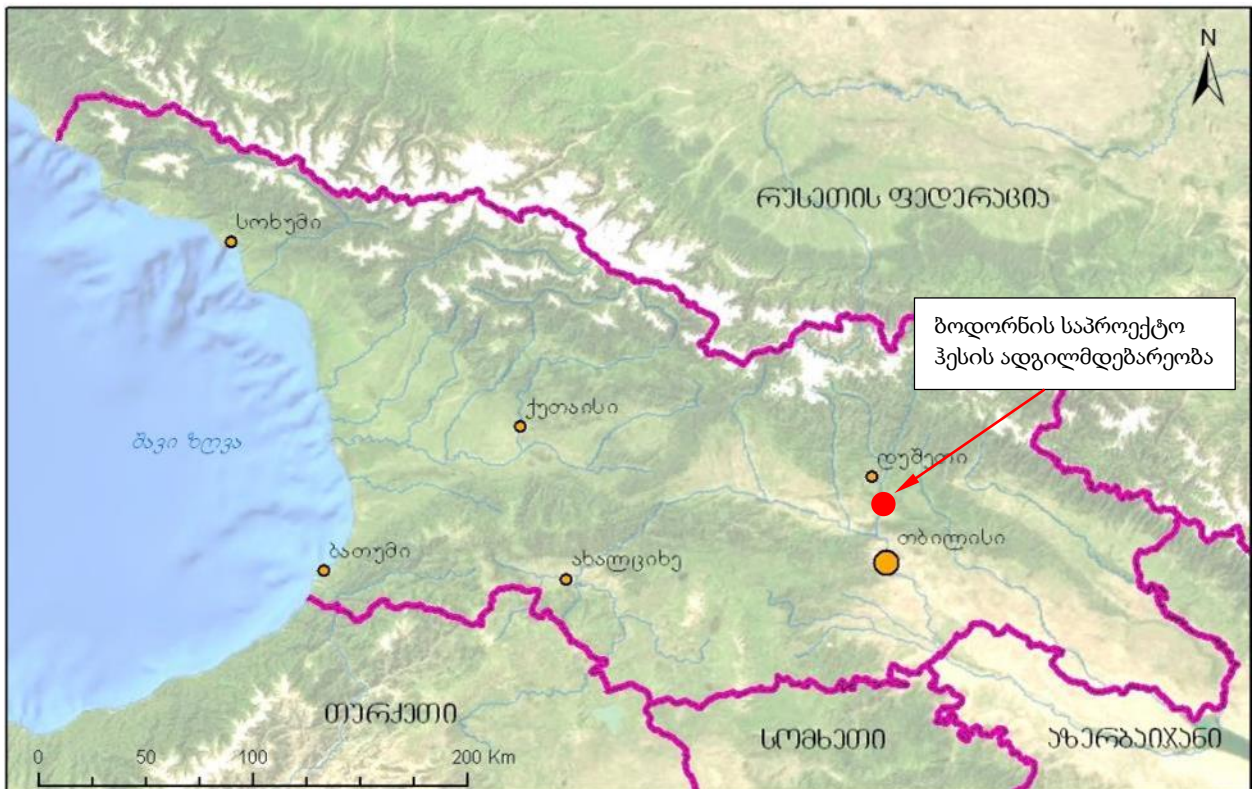 N
სოხუმი
რუსეთის ფედერაცია
ბოდორნის საპროექტო
ჰესის ადგილმდებარეობა
ქუთაისი
შავი ზღვა
დუშეთი
თბილისი
ბათუმი
ახალციხე
თურქეთი
სომხეთი
აზერბაიჯანი
0 50 100 200 Km